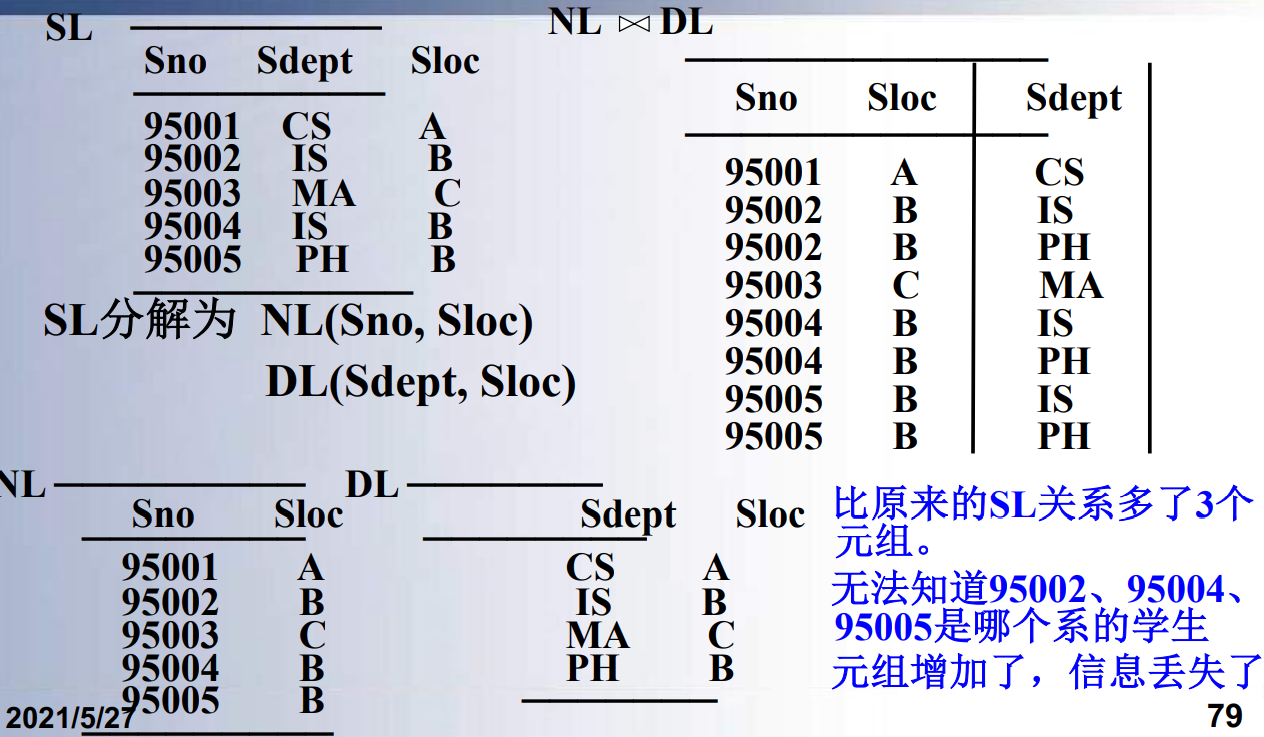 SL
Sno Sdept Sloc
95001 CS A
95002 IS B
95003 MA C
95004 IS B
95005 PH B
SL分解为 NL(Sno, Sloc)
DL(Sdept, Sloc)
NL ⋈ DL
Sno Sloc Sdept
95001 A CS
95002 B IS
95002 B PH
95003 C MA
95004 B IS
95004 B PH
95005 B IS
95005 B PH
NL
Sno Sloc
95001 A
95002 B
95003 C
95004 B
95005 B
DL
Sdept Sloc
CS A
IS B
MA C
PH B
比原来的SL关系多了3个
元组。
无法知道95002、95004、
95005是哪个系的学生
元组增加了，信息丢失了
2021/5/27
79